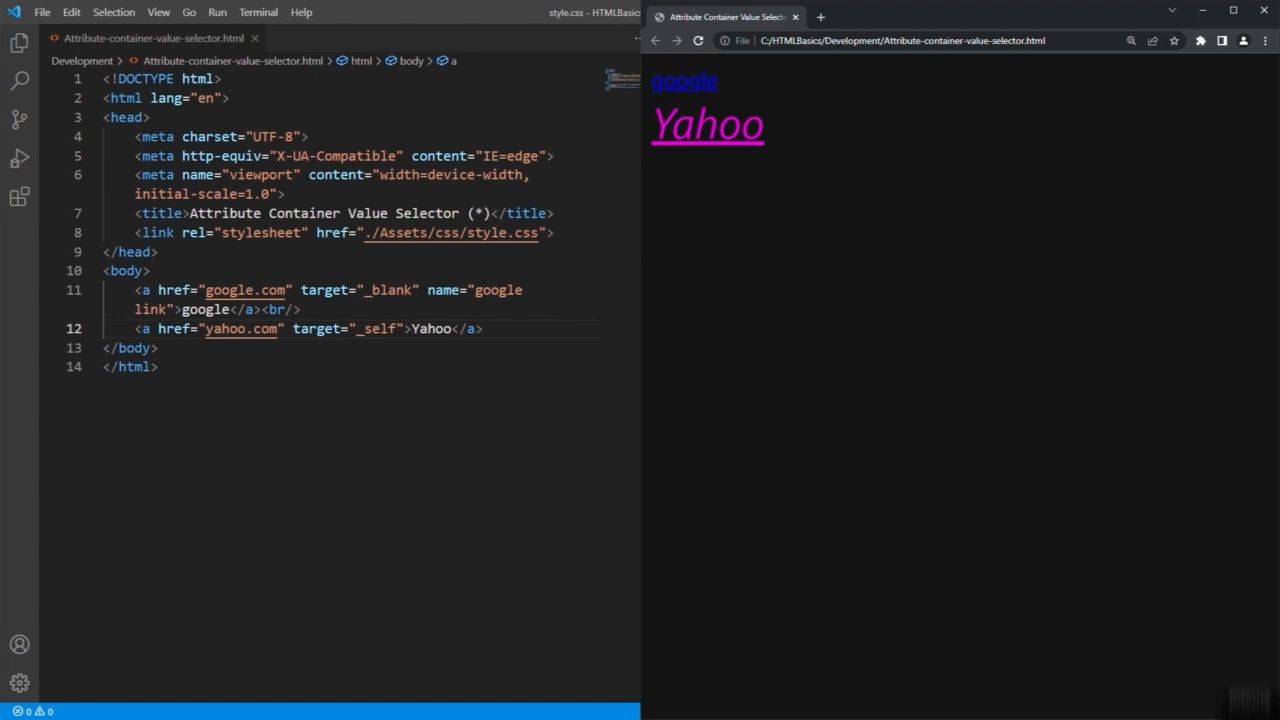 File Edit Selection View Go Run Terminal Help style.css - HTMLBasics
Attribute-container-value-selector.html
Development > Attribute-container-value-selector.html > html > body > a
1 <!DOCTYPE html>
2 <html lang="en">
3 <head>
4 <meta charset="UTF-8">
5 <meta http-equiv="X-UA-Compatible" content="IE=edge">
6 <meta name="viewport" content="width=device-width,
initial-scale=1.0">
7 <title>Attribute Container Value Selector (*)</title>
8 <link rel="stylesheet" href="./Assets/css/style.css">
9 </head>
10 <body>
11 <a href="google.com" target="_blank" name="google
link">google</a><br/>
12 <a href="yahoo.com" target="_self">Yahoo</a>
13 </body>
14 </html>
0 0
Attribute Container Value Select
File C:/HTMLBasics/Development/Attribute-container-value-selector.html
google
Yahoo